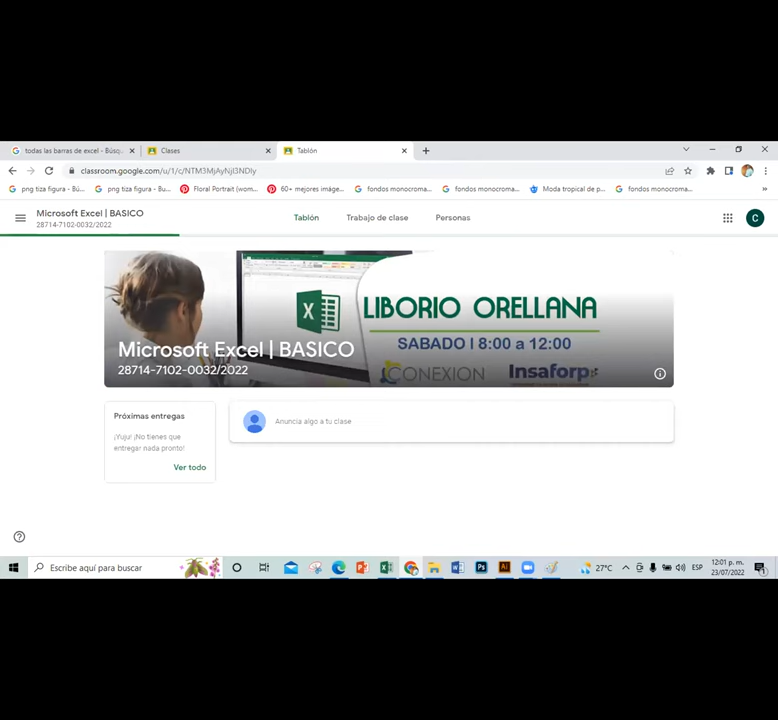 todas las barras de excel - Búsq
Clases
Tablón
classroom.google.com/u/1/c/NTM3MjAyNjI3NDIy
png tiza figura - Bú...
png tiza figura - Bú...
Floral Portrait (wom...
60+ mejores imáge...
fondos monocroma...
fondos monocroma...
Moda tropical de p...
fondos monocroma...
»
Microsoft Excel | BASICO
28714-7102-0032/2022
Tablón
Trabajo de clase
Personas
C
LIBORIO ORELLANA
SABADO | 8:00 a 12:00
Microsoft Excel | BASICO
28714-7102-0032/2022
CONEXION
Insaforp
Próximas entregas
¡Yuju! ¡No tienes que
entregar nada pronto!
Ver todo
Anuncia algo a tu clase
Escribe aquí para buscar
27°C
ESP
12:01 p. m.
23/07/2022